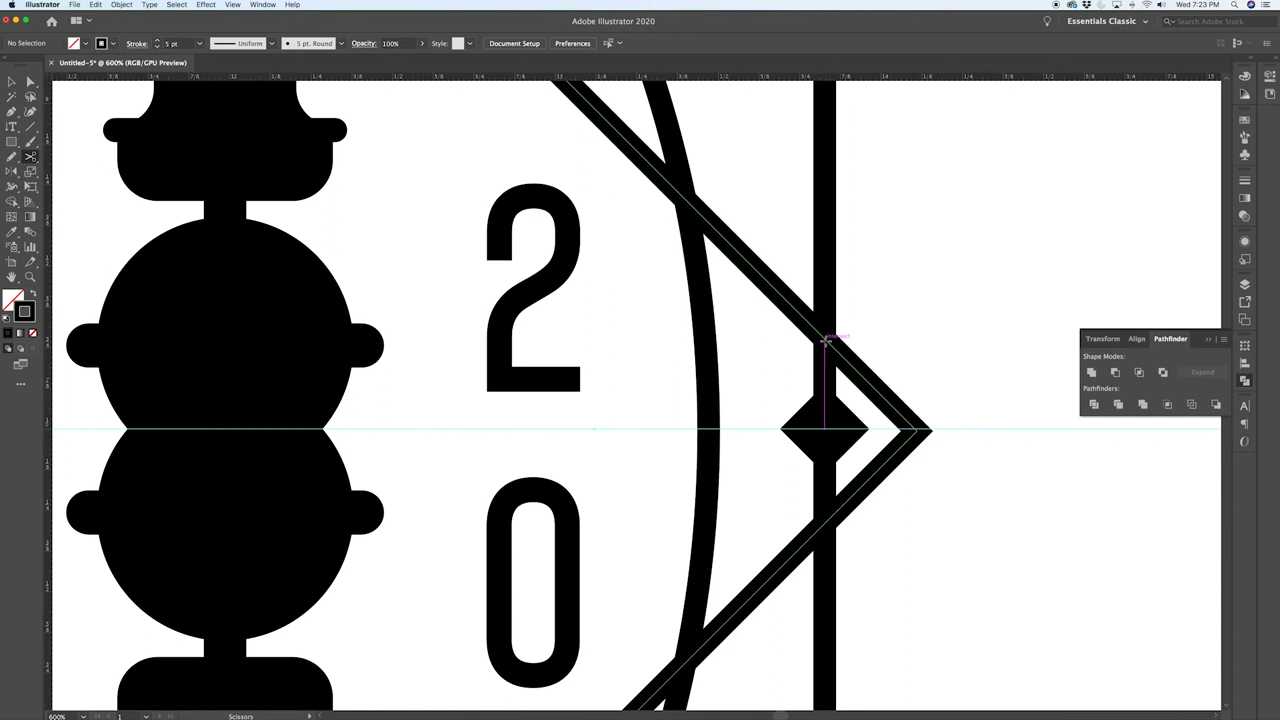 Illustrator File Edit Object Type Select Effect View Window Help
Wed 7:23 PM
Adobe Illustrator 2020
Essentials Classic
Search Adobe Stock
No Selection Stroke: 5 pt Uniform 5 pt. Round Opacity: 100% Style: Document Setup Preferences
Untitled-5* @ 600% (RGB/GPU Preview)
2
0
Transform Align Pathfinder
Shape Modes:
Expand
Pathfinders:
600% 1 Scissors